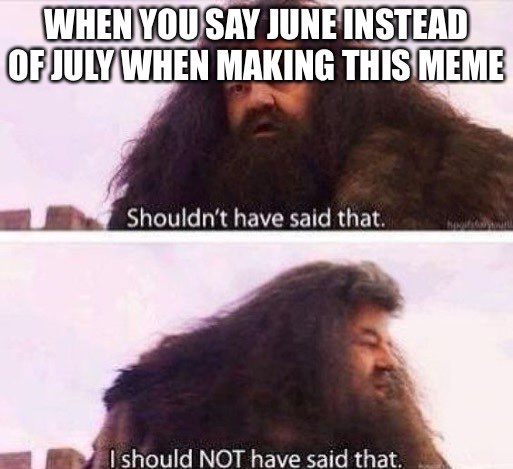 WHEN YOU SAY JUNE INSTEAD
OF JULY WHEN MAKING THIS MEME
Shouldn't have said that.
I should NOT have said that.